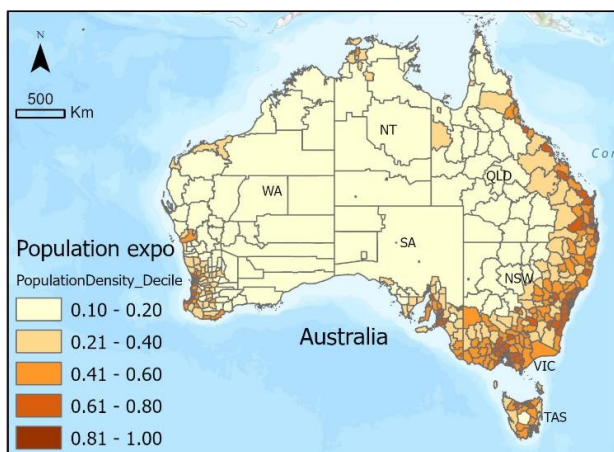 N
500
Km
NT
QLD
WA
SA
NSW
Australia
VIC
TAS
Population expo
PopulationDensity_Decile
0.10 - 0.20
0.21 - 0.40
0.41 - 0.60
0.61 - 0.80
0.81 - 1.00